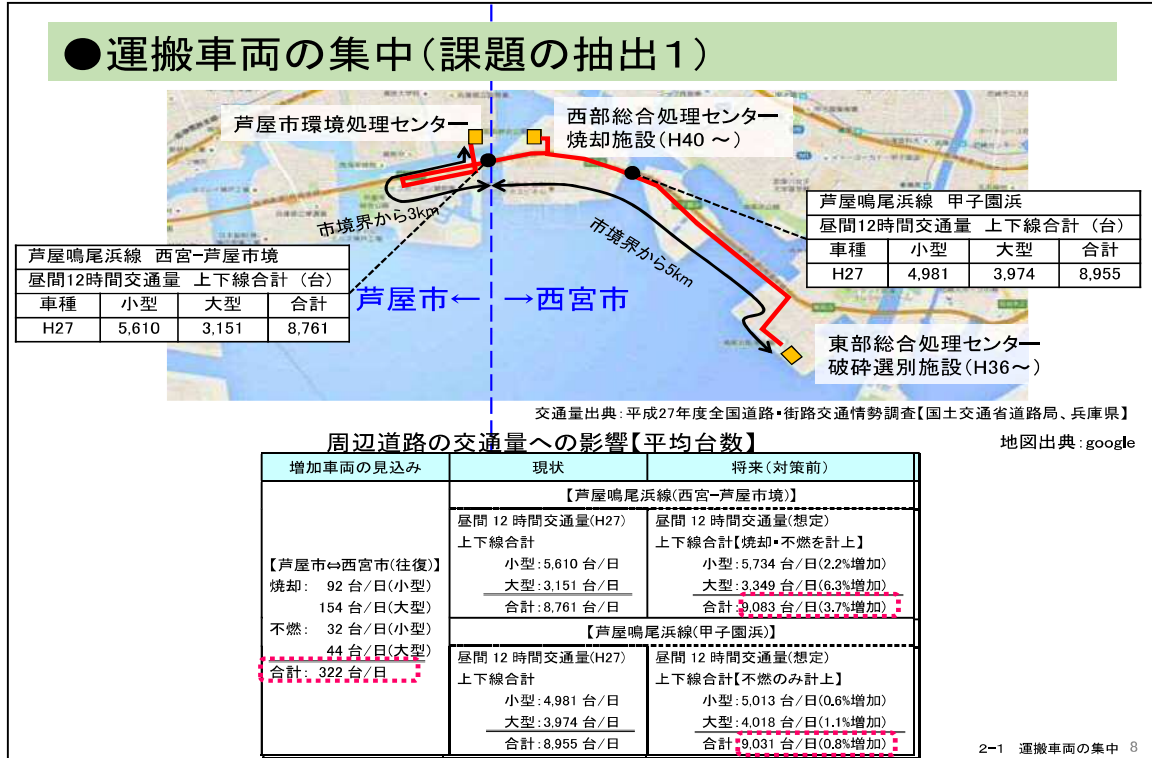 ●運搬車両の集中(課題の抽出1)
芦屋市環境処理センター
西部総合処理センター
焼却施設(H40 ~)
市境界から3km
市境界から5km
芦屋鳴尾浜線 甲子園浜
昼間12時間交通量 上下線合計 (台)
車種 小型 大型 合計
H27 4,981 3,974 8,955
芦屋鳴尾浜線 西宮-芦屋市境
昼間12時間交通量 上下線合計 (台)
車種 小型 大型 合計
H27 5,610 3,151 8,761
芦屋市← →西宮市
東部総合処理センター
破砕選別施設(H36~)
交通量出典:平成27年度全国道路・街路交通情勢調査【国土交通省道路局、兵庫県】
周辺道路の交通量への影響【平均台数】
地図出典:google
増加車両の見込み 現状 将来(対策前)
【芦屋鳴尾浜線(西宮-芦屋市境)】
昼間 12 時間交通量(H27) 昼間 12 時間交通量(想定)
上下線合計 上下線合計【焼却・不燃を計上】
【芦屋市⇔西宮市(往復)】 小型:5,610 台/日 小型:5,734 台/日(2.2%増加)
焼却: 92 台/日(小型) 大型:3,151 台/日 大型:3,349 台/日(6.3%増加)
154 台/日(大型) 合計:8,761 台/日 合計:9,083 台/日(3.7%増加)
不燃: 32 台/日(小型) 【芦屋鳴尾浜線(甲子園浜)】
44 台/日(大型) 昼間 12 時間交通量(H27) 昼間 12 時間交通量(想定)
合計: 322 台/日 上下線合計 上下線合計【不燃のみ計上】
小型:4,981 台/日 小型:5,013 台/日(0.6%増加)
大型:3,974 台/日 大型:4,018 台/日(1.1%増加)
合計:8,955 台/日 合計:9,031 台/日(0.8%増加)
2-1 運搬車両の集中 8